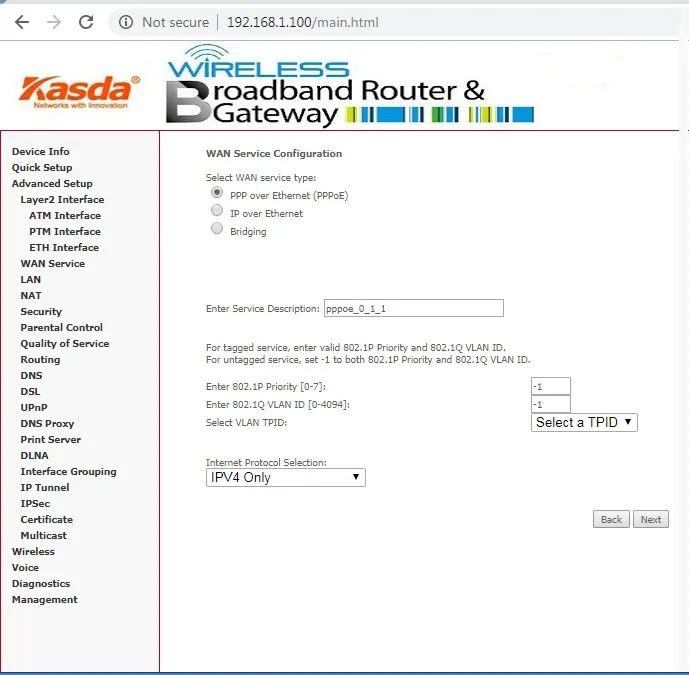 Not secure | 192.168.1.100/main.html
Kasda®
Networks with Innovation
WIRELESS
Broadband Router &
Gateway
Device Info
Quick Setup
Advanced Setup
Layer2 Interface
ATM Interface
PTM Interface
ETH Interface
WAN Service
LAN
NAT
Security
Parental Control
Quality of Service
Routing
DNS
DSL
UPnP
DNS Proxy
Print Server
DLNA
Interface Grouping
IP Tunnel
IPSec
Certificate
Multicast
Wireless
Voice
Diagnostics
Management
WAN Service Configuration
Select WAN service type:
PPP over Ethernet (PPPoE)
IP over Ethernet
Bridging
Enter Service Description: pppoe_0_1_1
For tagged service, enter valid 802.1P Priority and 802.1Q VLAN ID.
For untagged service, set -1 to both 802.1P Priority and 802.1Q VLAN ID.
Enter 802.1P Priority [0-7]: -1
Enter 802.1Q VLAN ID [0-4094]: -1
Select VLAN TPID: Select a TPID
Internet Protocol Selection:
IPV4 Only
Back Next